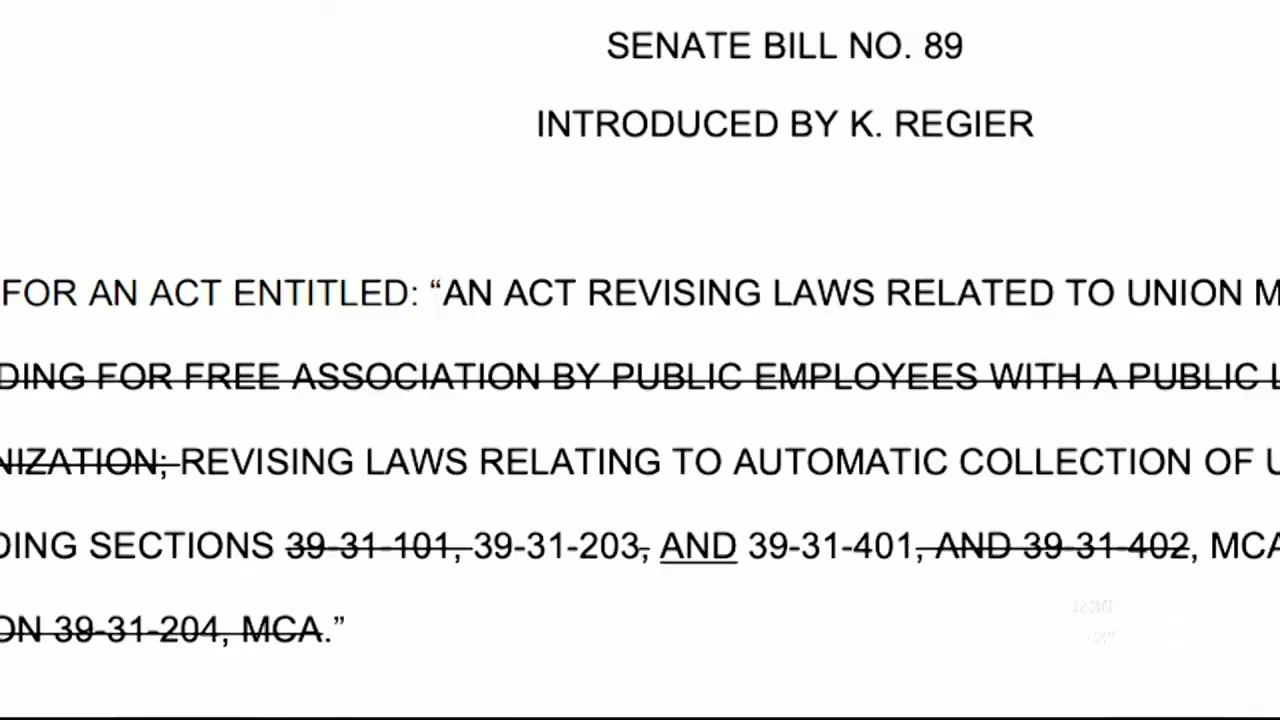 SENATE BILL NO. 89
INTRODUCED BY K. REGIER
FOR AN ACT ENTITLED: “AN ACT REVISING LAWS RELATED TO UNION M
DING FOR FREE ASSOCIATION BY PUBLIC EMPLOYEES WITH A PUBLIC L
NIZATION; REVISING LAWS RELATING TO AUTOMATIC COLLECTION OF U
DING SECTIONS 39-31-101, 39-31-203, AND 39-31-401, AND 39-31-402, MCA
ON 39-31-204, MCA.”